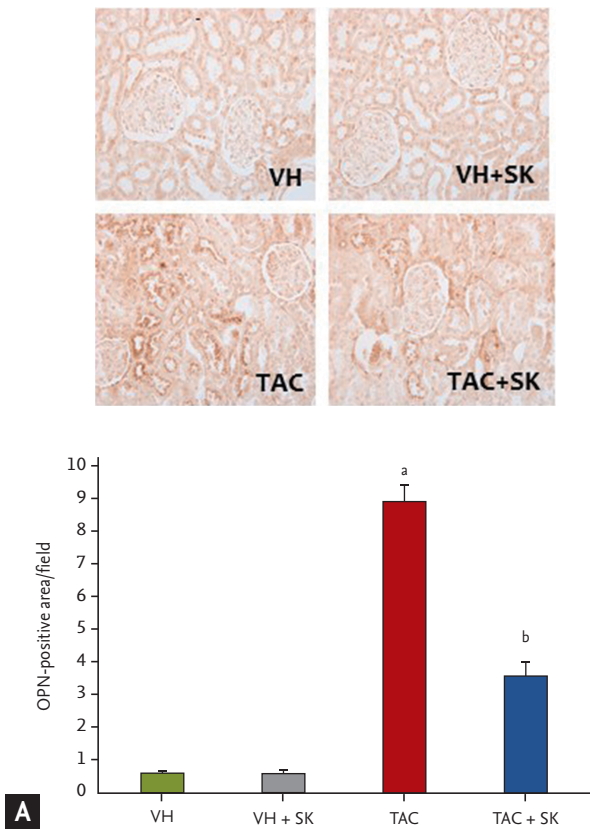 VH
VH+SK
TAC
TAC+SK
10
9
8
7
6
5
4
3
2
1
0
OPN-positive area/field
a
b
VH
VH + SK
TAC
TAC + SK
A